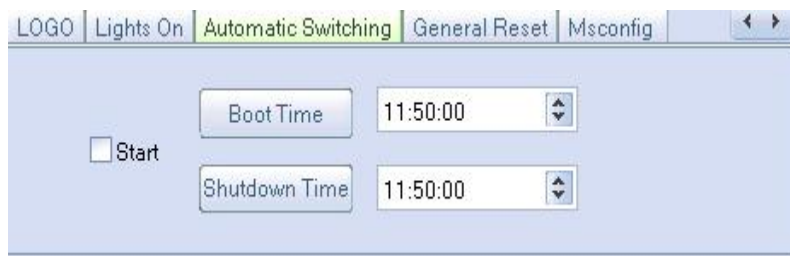 LOGO Lights On Automatic Switching General Reset Msconfig
Boot Time 11:50:00
Start
Shutdown Time 11:50:00